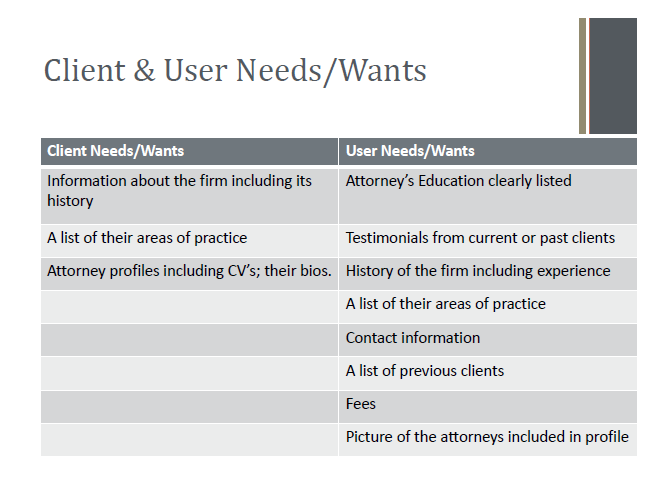 Client & User Needs/Wants
Client Needs/Wants
User Needs/Wants
Information about the firm including its
history
Attorney’s Education clearly listed
A list of their areas of practice
Testimonials from current or past clients
Attorney profiles including CV’s; their bios.
History of the firm including experience
A list of their areas of practice
Contact information
A list of previous clients
Fees
Picture of the attorneys included in profile